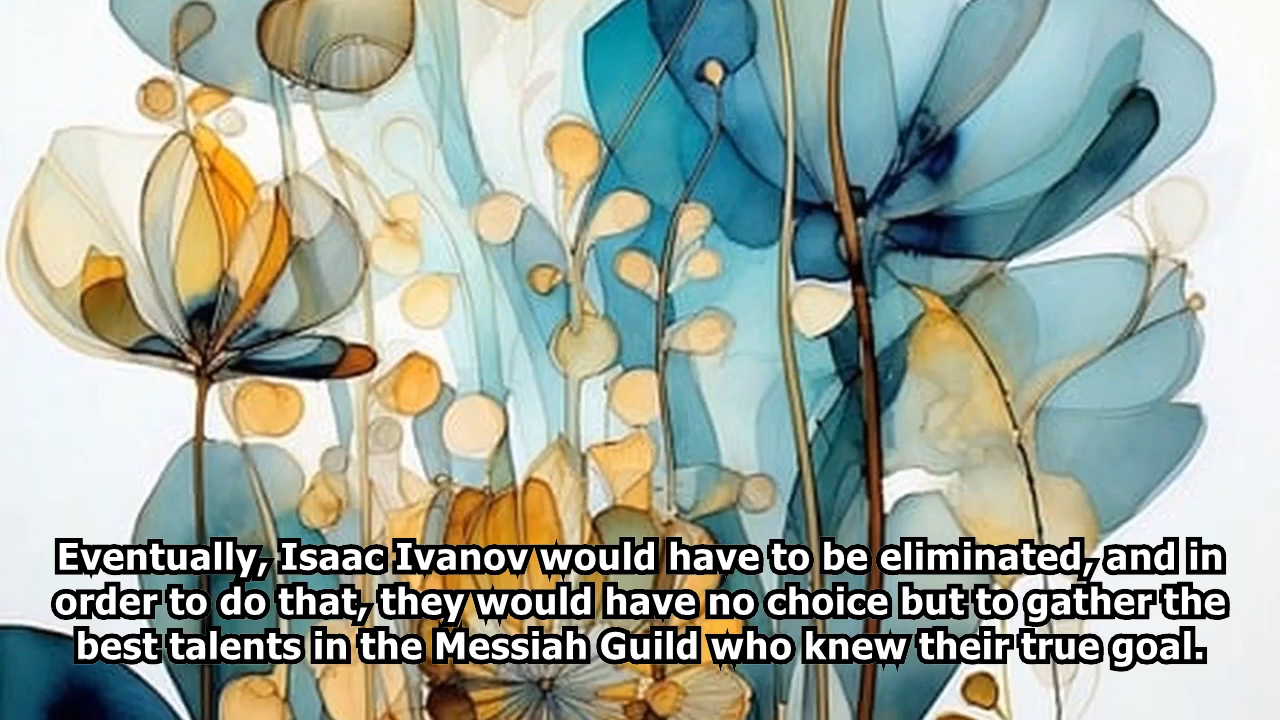 Eventually, Isaac Ivanov would have to be eliminated, and in
order to do that, they would have no choice but to gather the
best talents in the Messiah Guild who knew their true goal.